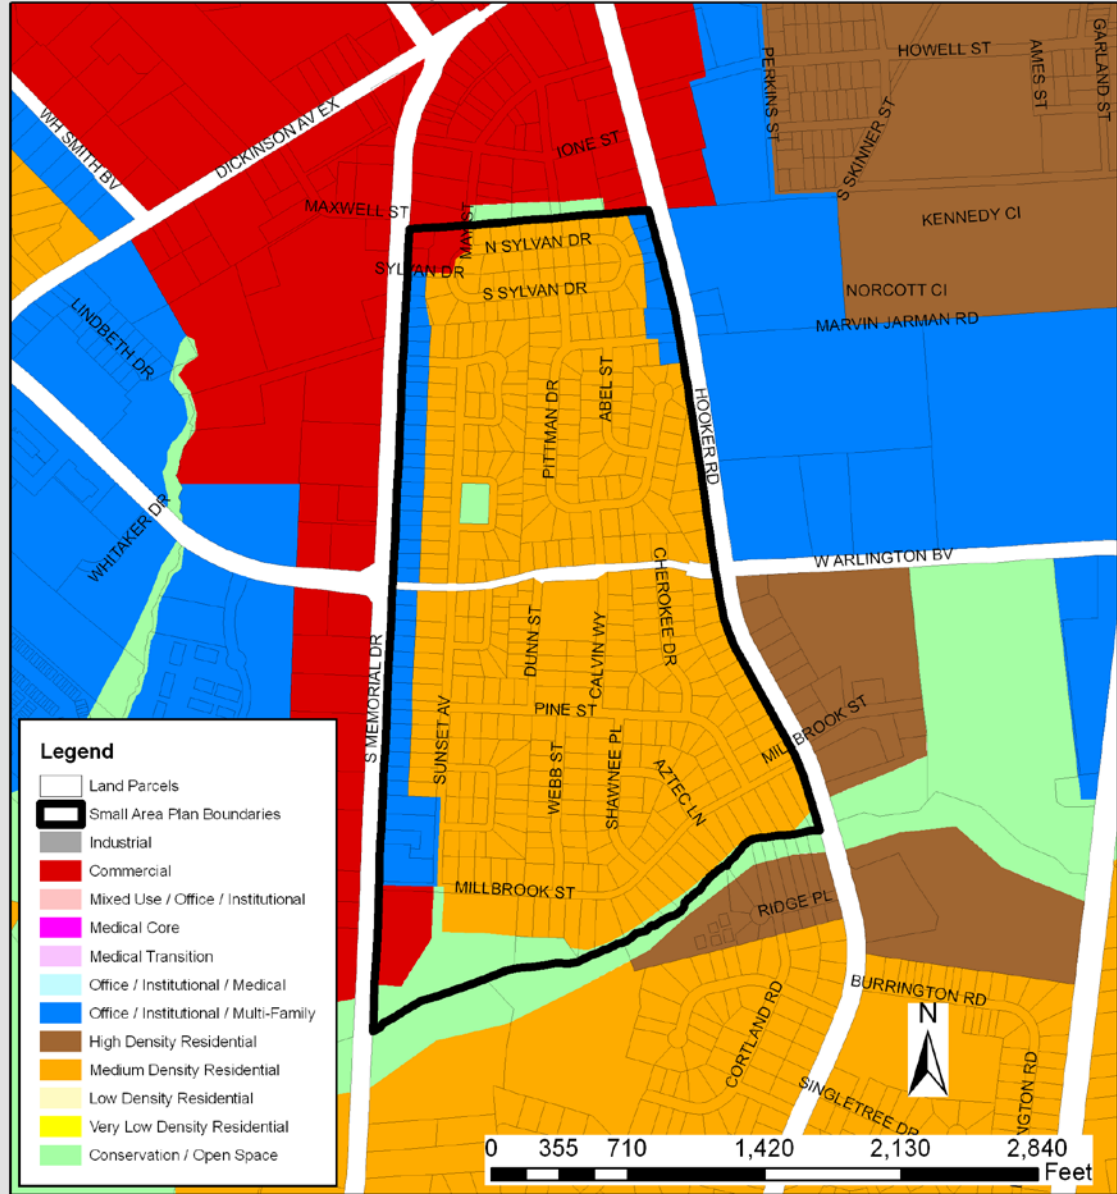 HOWELL ST
PERKINS ST
AMES ST
GARLAND ST
WH SMITH BV
DICKINSON AV EX
IONE ST
S SKINNER ST
MAXWELL ST
MAY ST
KENNEDY CI
N SYLVAN DR
SYLVAN DR
S SYLVAN DR
NORCOTT CI
MARVIN JARMAN RD
LINDBETH DR
PITTMAN DR
ABEL ST
HOOKER RD
WHITAKER DR
W ARLINGTON BV
CHEROKEE DR
DUNN ST
CALVIN WY
S MEMORIAL DR
SUNSET AV
PINE ST
MILLBROOK ST
WEBB ST
SHAWNEE PL
AZTEC LN
MILLBROOK ST
RIDGE PL
BURRINGTON RD
CORTLAND RD
SINGLETREE DR
NGTON RD
Legend
Land Parcels
Small Area Plan Boundaries
Industrial
Commercial
Mixed Use / Office / Institutional
Medical Core
Medical Transition
Office / Institutional / Medical
Office / Institutional / Multi-Family
High Density Residential
Medium Density Residential
Low Density Residential
Very Low Density Residential
Conservation / Open Space
N
0 355 710 1,420 2,130 2,840
Feet